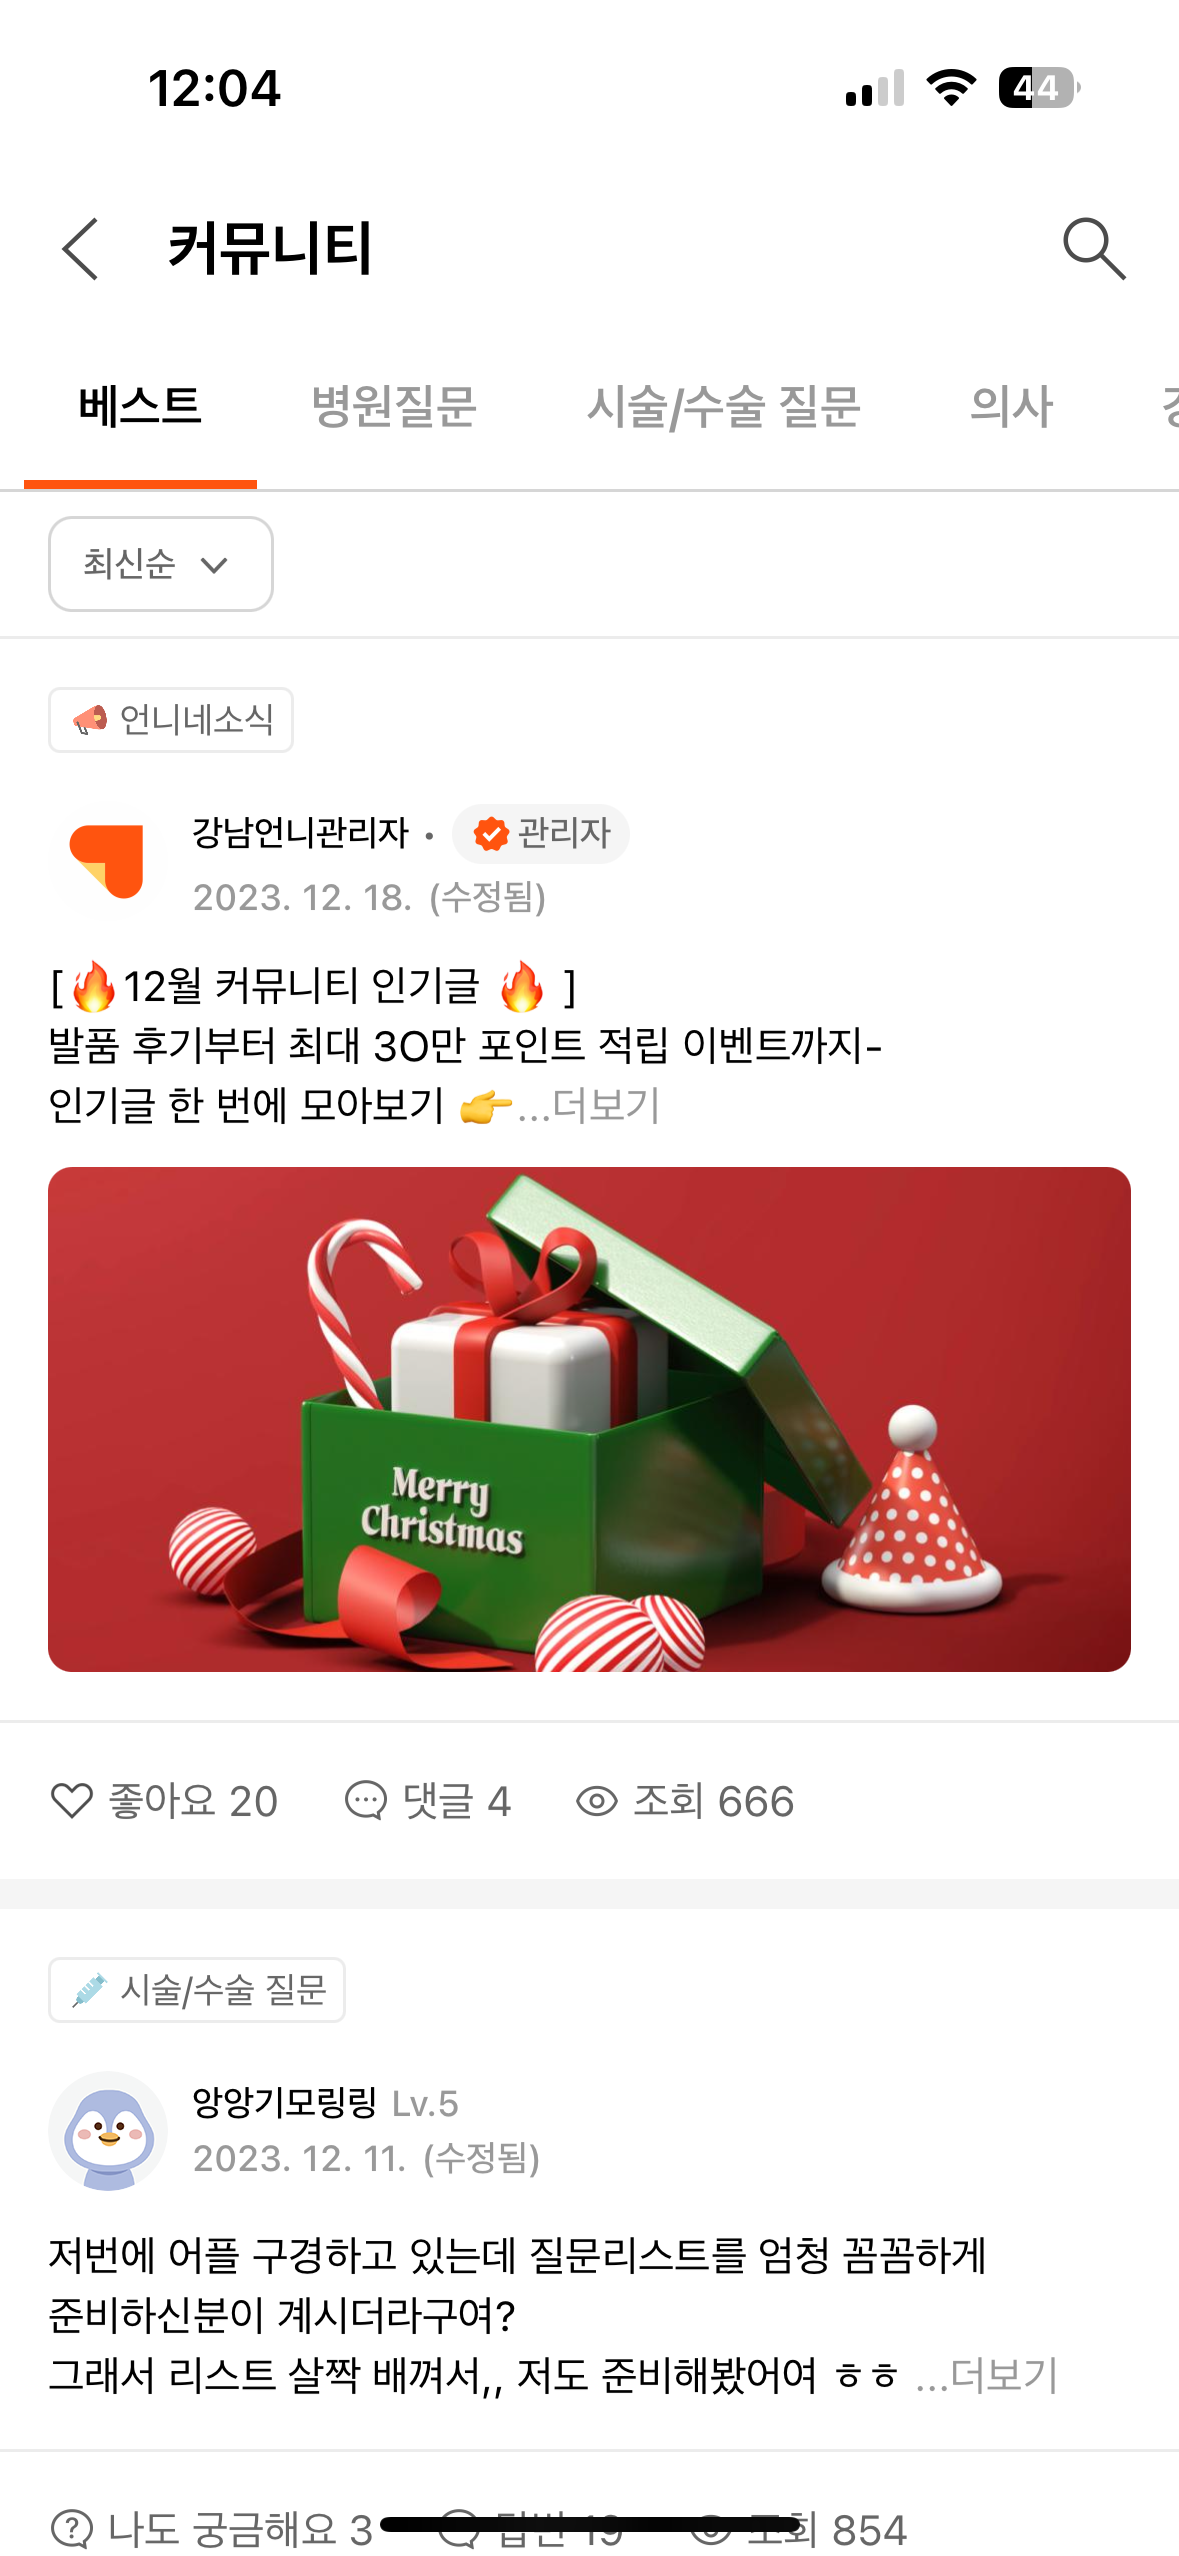 12:04
44
커뮤니티
베스트 병원질문 시술/수술 질문 의사
최신순
📣 언니네소식
강남언니관리자 • 관리자
2023. 12. 18. (수정됨)
[🔥12월 커뮤니티 인기글 🔥 ]
발품 후기부터 최대 3O만 포인트 적립 이벤트까지-
인기글 한 번에 모아보기 👉...더보기
Merry
Christmas
좋아요 20 댓글 4 조회 666
💉 시술/수술 질문
앙앙기모링링 Lv.5
2023. 12. 11. (수정됨)
저번에 어플 구경하고 있는데 질문리스트를 엄청 꼼꼼하게
준비하신분이 계시더라구여?
그래서 리스트 살짝 배껴서,, 저도 준비해봤어여 ㅎㅎ ...더보기
나도 궁금해요 3 답변 19 조회 854